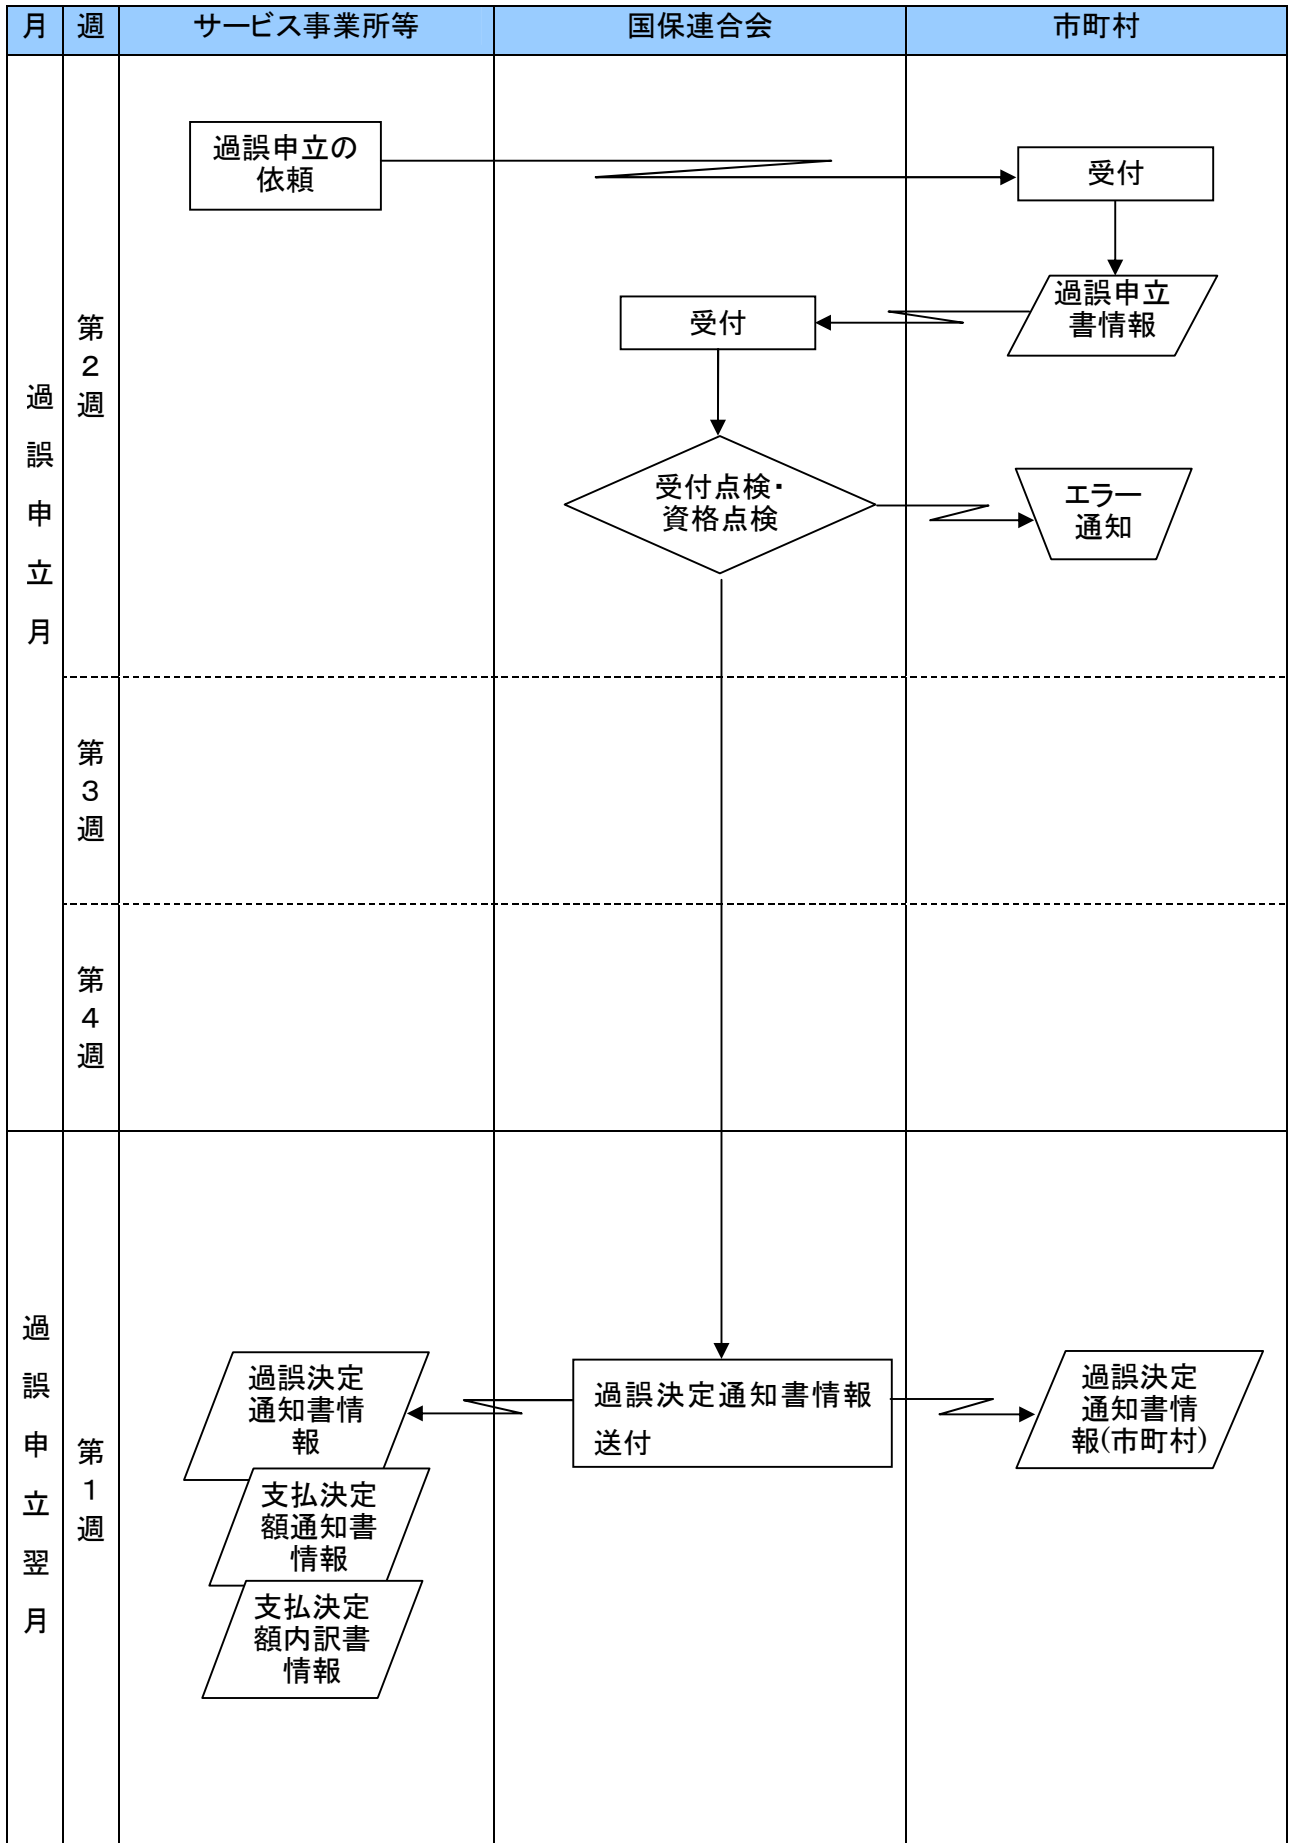 月 週 サービス事業所等 国保連合会 市町村
過誤申立月
第2週
過誤申立の
依頼
受付
過誤申立
書情報
受付
受付点検・
資格点検
エラー
通知
第3週
第4週
過誤申立翌月
第1週
過誤決定
通知書情
報
支払決定
額通知書
情報
支払決定
額内訳書
情報
過誤決定通知書情報
送付
過誤決定
通知書情
報(市町村)